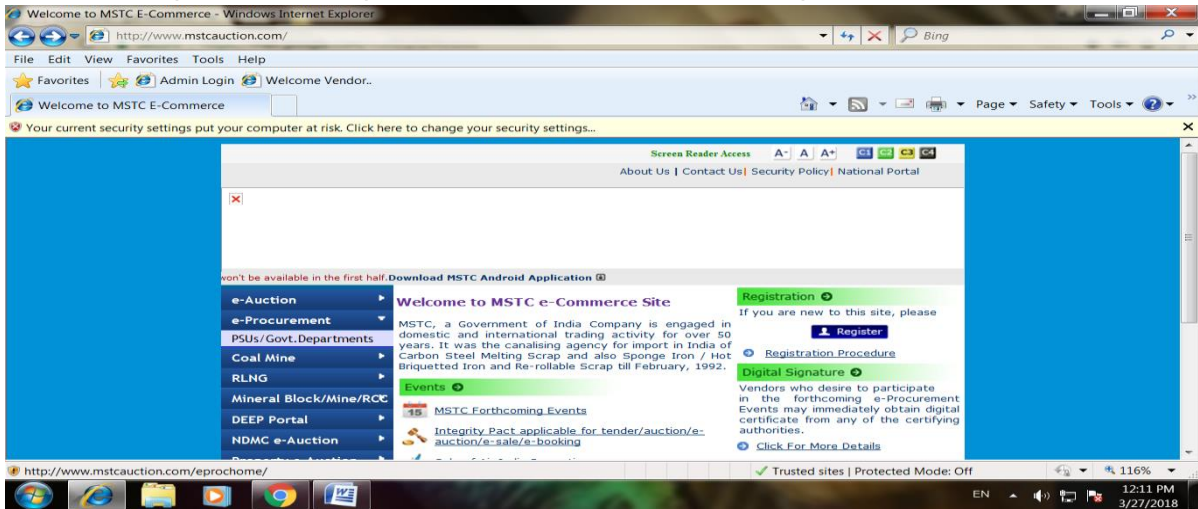 Welcome to MSTC E-Commerce - Windows Internet Explorer
http://www.mstcauction.com/
Bing
File Edit View Favorites Tools Help
Favorites Admin Login Welcome Vendor..
Welcome to MSTC E-Commerce
Page Safety Tools
Your current security settings put your computer at risk. Click here to change your security settings...
Screen Reader Access A- A A+ C1 C2 C3 C4
About Us | Contact Us| Security Policy| National Portal
won't be available in the first half.Download MSTC Android Application
e-Auction
e-Procurement
PSUs/Govt.Departments
Coal Mine
RLNG
Mineral Block/Mine/RCC
DEEP Portal
NDMC e-Auction
Welcome to MSTC e-Commerce Site
MSTC, a Government of India Company is engaged in
domestic and international trading activity for over 50
years. It was the canalising agency for import in India of
Carbon Steel Melting Scrap and also Sponge Iron / Hot
Briquetted Iron and Re-rollable Scrap till February, 1992.
Events
15 MSTC Forthcoming Events
Integrity Pact applicable for tender/auction/e-
auction/e-sale/e-booking
Registration
If you are new to this site, please
Register
Registration Procedure
Digital Signature
Vendors who desire to participate
in the forthcoming e-Procurement
Events may immediately obtain digital
certificate from any of the certifying
authorities.
Click For More Details
http://www.mstcauction.com/eprochome/
Trusted sites | Protected Mode: Off
116%
EN
12:11 PM
3/27/2018